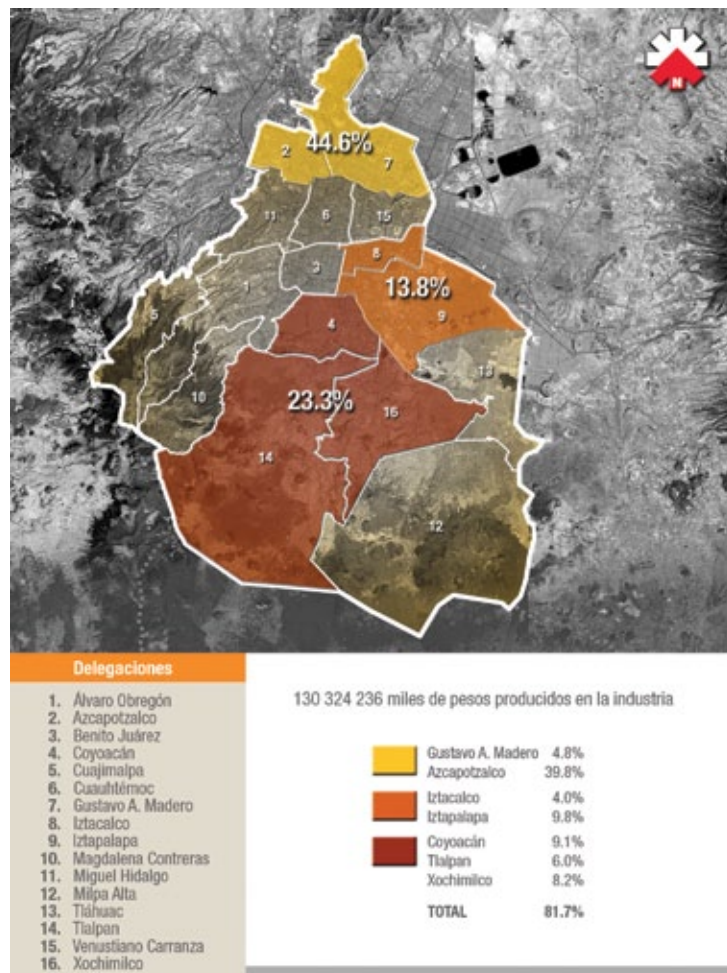 N
2
44.6%
7
11
6
15
8
3
13.8%
1
9
4
5
13
10
23.3%
16
14
12
Delegaciones
1. Álvaro Obregón
2. Azcapotzalco
3. Benito Juárez
4. Coyoacán
5. Cuajimalpa
6. Cuauhtémoc
7. Gustavo A. Madero
8. Iztacalco
9. Iztapalapa
10. Magdalena Contreras
11. Miguel Hidalgo
12. Milpa Alta
13. Tláhuac
14. Tlalpan
15. Venustiano Carranza
16. Xochimilco
130 324 236 miles de pesos producidos en la industria
Gustavo A. Madero 4.8%
Azcapotzalco 39.8%
Iztacalco 4.0%
Iztapalapa 9.8%
Coyoacán 9.1%
Tlalpan 6.0%
Xochimilco 8.2%
TOTAL 81.7%